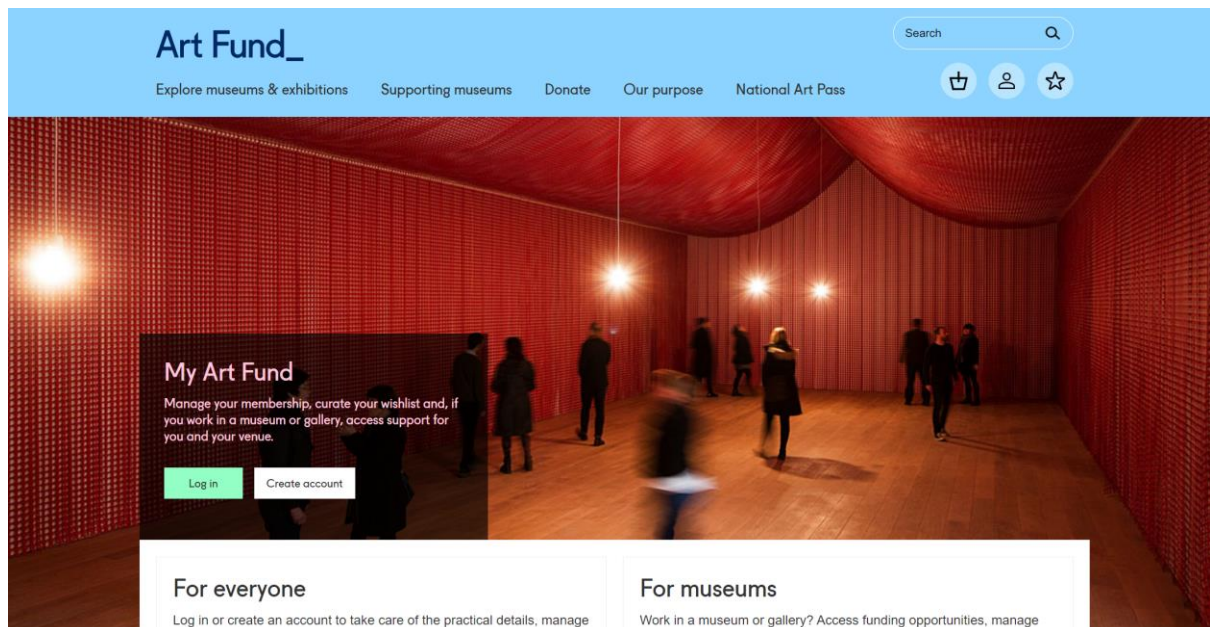 Art Fund_
Search
Explore museums & exhibitions
Supporting museums
Donate
Our purpose
National Art Pass
My Art Fund
Manage your membership, curate your wishlist and, if
you work in a museum or gallery, access support for
you and your venue.
Log in
Create account
For everyone
Log in or create an account to take care of the practical details, manage
For museums
Work in a museum or gallery? Access funding opportunities, manage